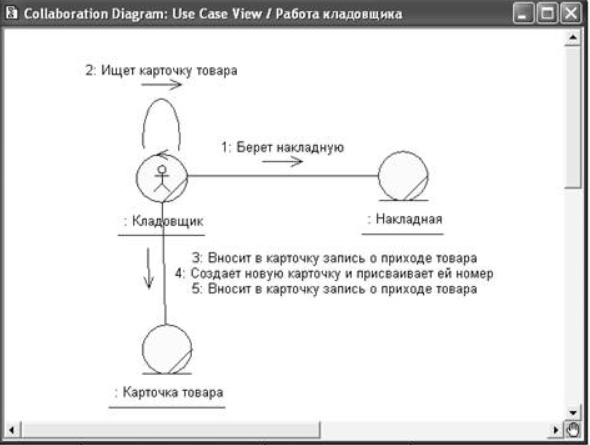 Collaboration Diagram: Use Case View / Работа кладовщика
2: Ищет карточку товара
1: Берет накладную
: Кладовщик
: Накладная
3: Вносит в карточку запись о приходе товара
4: Создает новую карточку и присваивает ей номер
5: Вносит в карточку запись о приходе товара
: Карточка товара